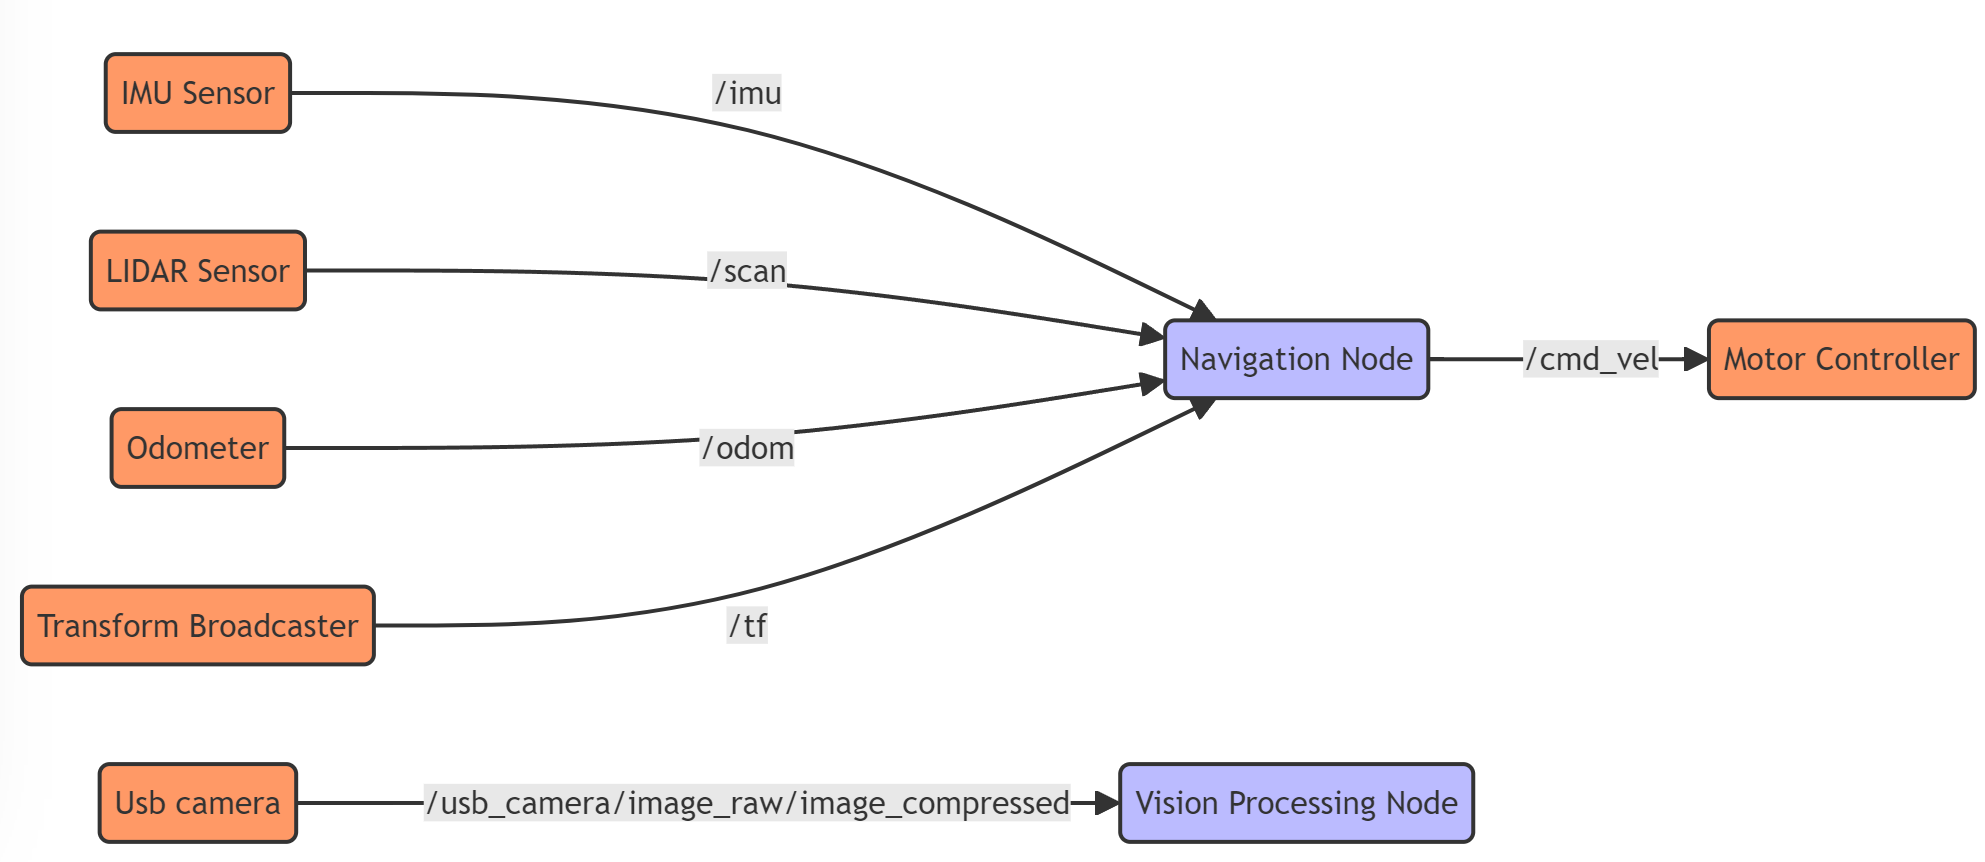 IMU Sensor
/imu
LIDAR Sensor
/scan
Navigation Node
/cmd_vel
Motor Controller
Odometer
/odom
Transform Broadcaster
/tf
Usb camera
/usb_camera/image_raw/image_compressed
Vision Processing Node